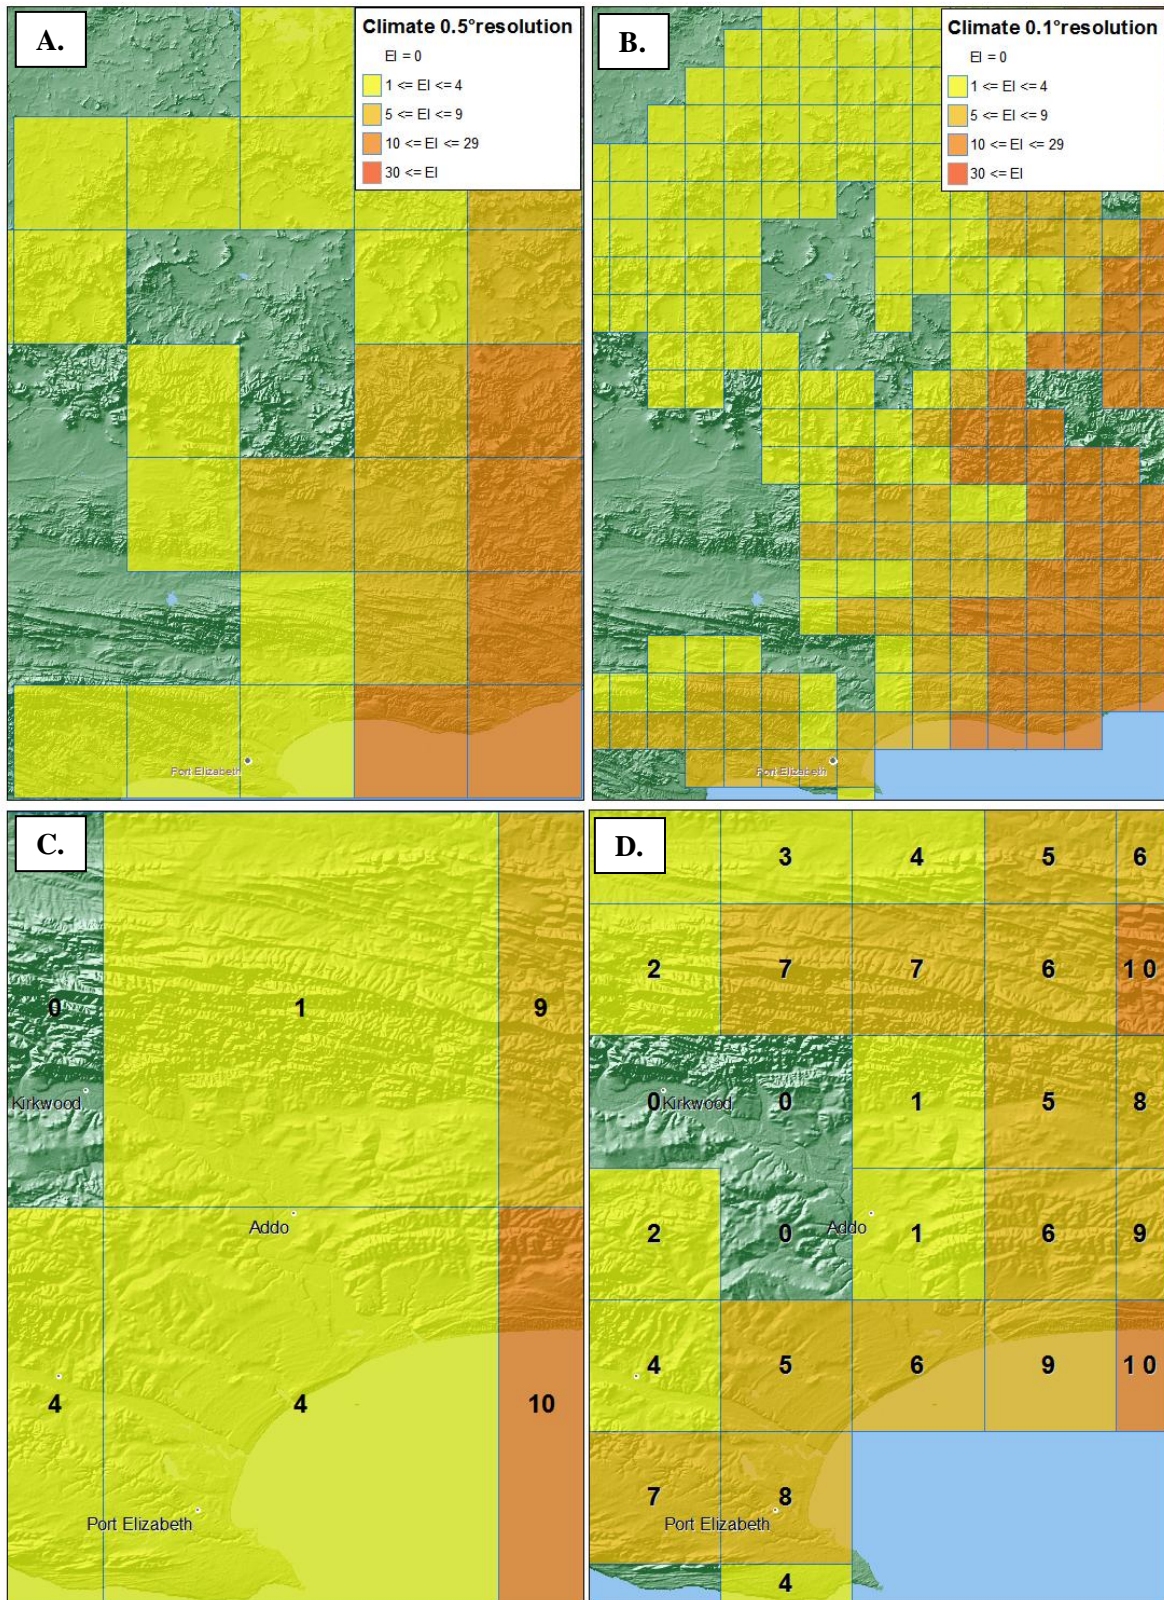 A.
Climate 0.5°resolution
EI = 0
1 <= EI <= 4
5 <= EI <= 9
10 <= EI <= 29
30 <= EI
Port Elizabeth
B.
Climate 0.1°resolution
EI = 0
1 <= EI <= 4
5 <= EI <= 9
10 <= EI <= 29
30 <= EI
Port Elizabeth
C.
0
1
9
Kirkwood
Addo
4
4
10
Port Elizabeth
D.
3
4
5
6
2
7
7
6
1 0
0
Kirkwood
0
1
5
8
2
0
Addo
1
6
9
4
5
6
9
1 0
7
8
Port Elizabeth
4